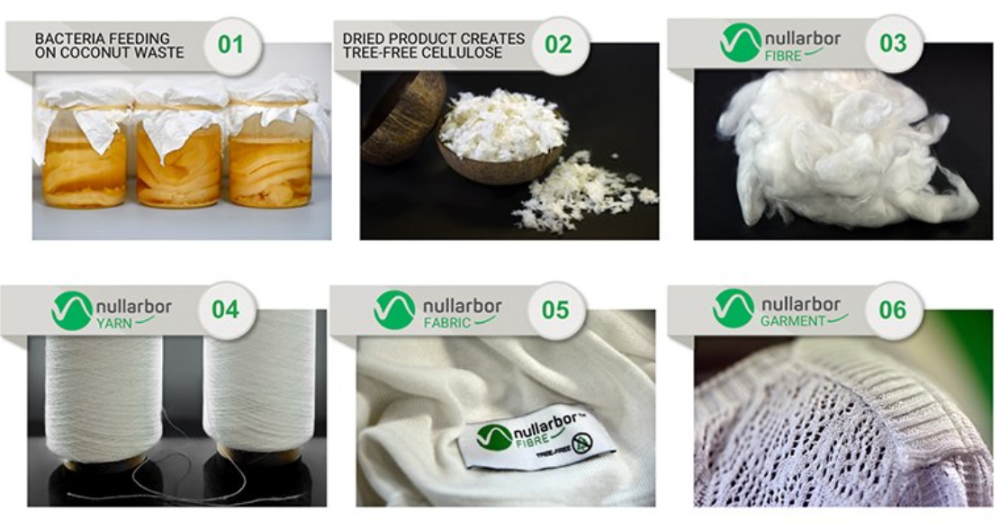 BACTERIA FEEDING
ON COCONUT WASTE
01
DRIED PRODUCT CREATES
TREE-FREE CELLULOSE
02
nullarbor
FIBRE
03
nullarbor
YARN
04
nullarbor
FABRIC
05
nullarbor™
FIBRE
TREE-FREE
nullarbor
GARMENT
06